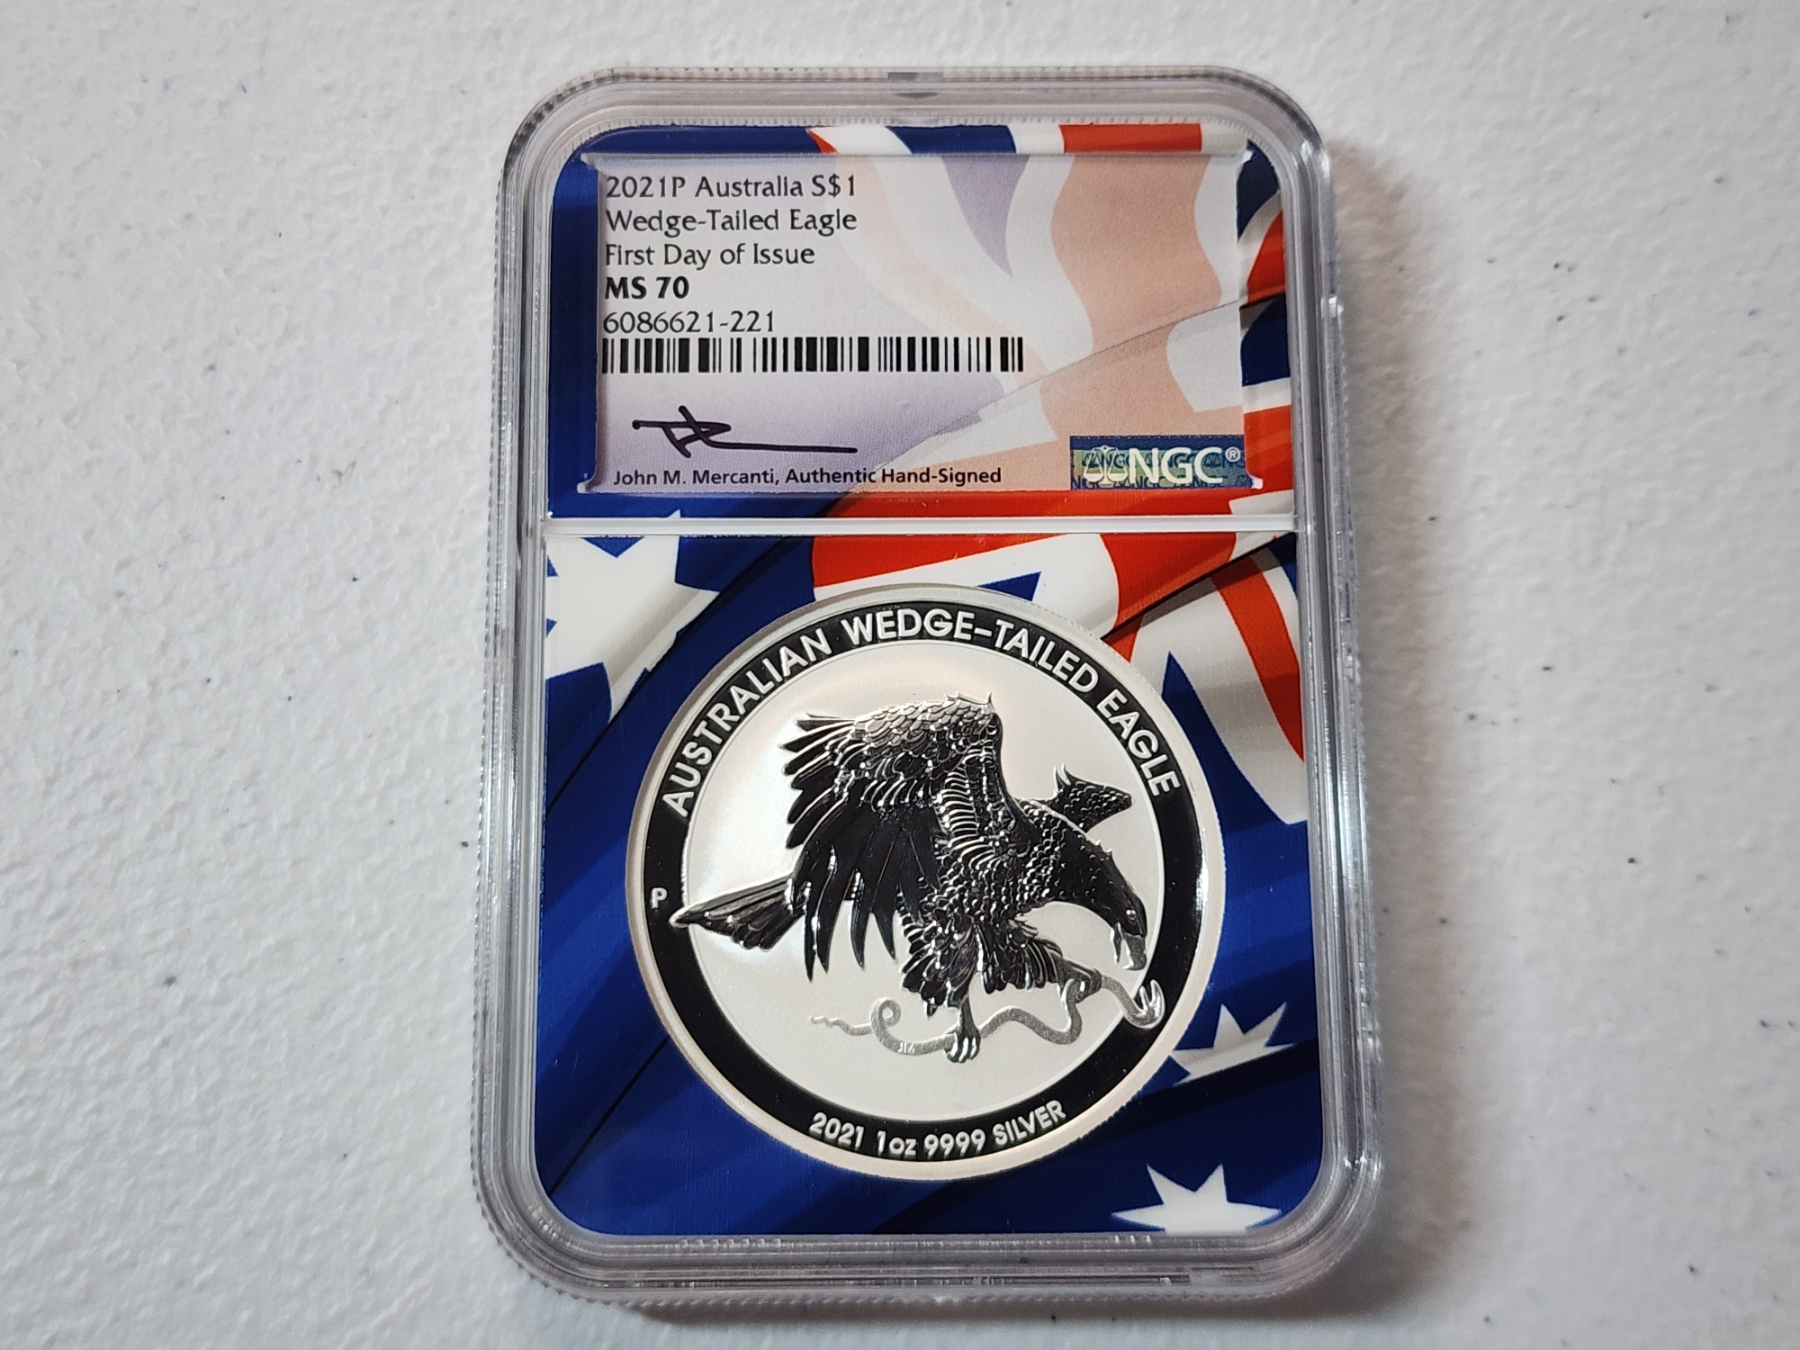 2021P Australia S$1
Wedge-Tailed Eagle
First Day of Issue
MS 70
6086621-221
John M. Mercanti, Authentic Hand-Signed
NGC®
AUSTRALIAN WEDGE-TAILED EAGLE
P
JM
2021 1oz 9999 SILVER